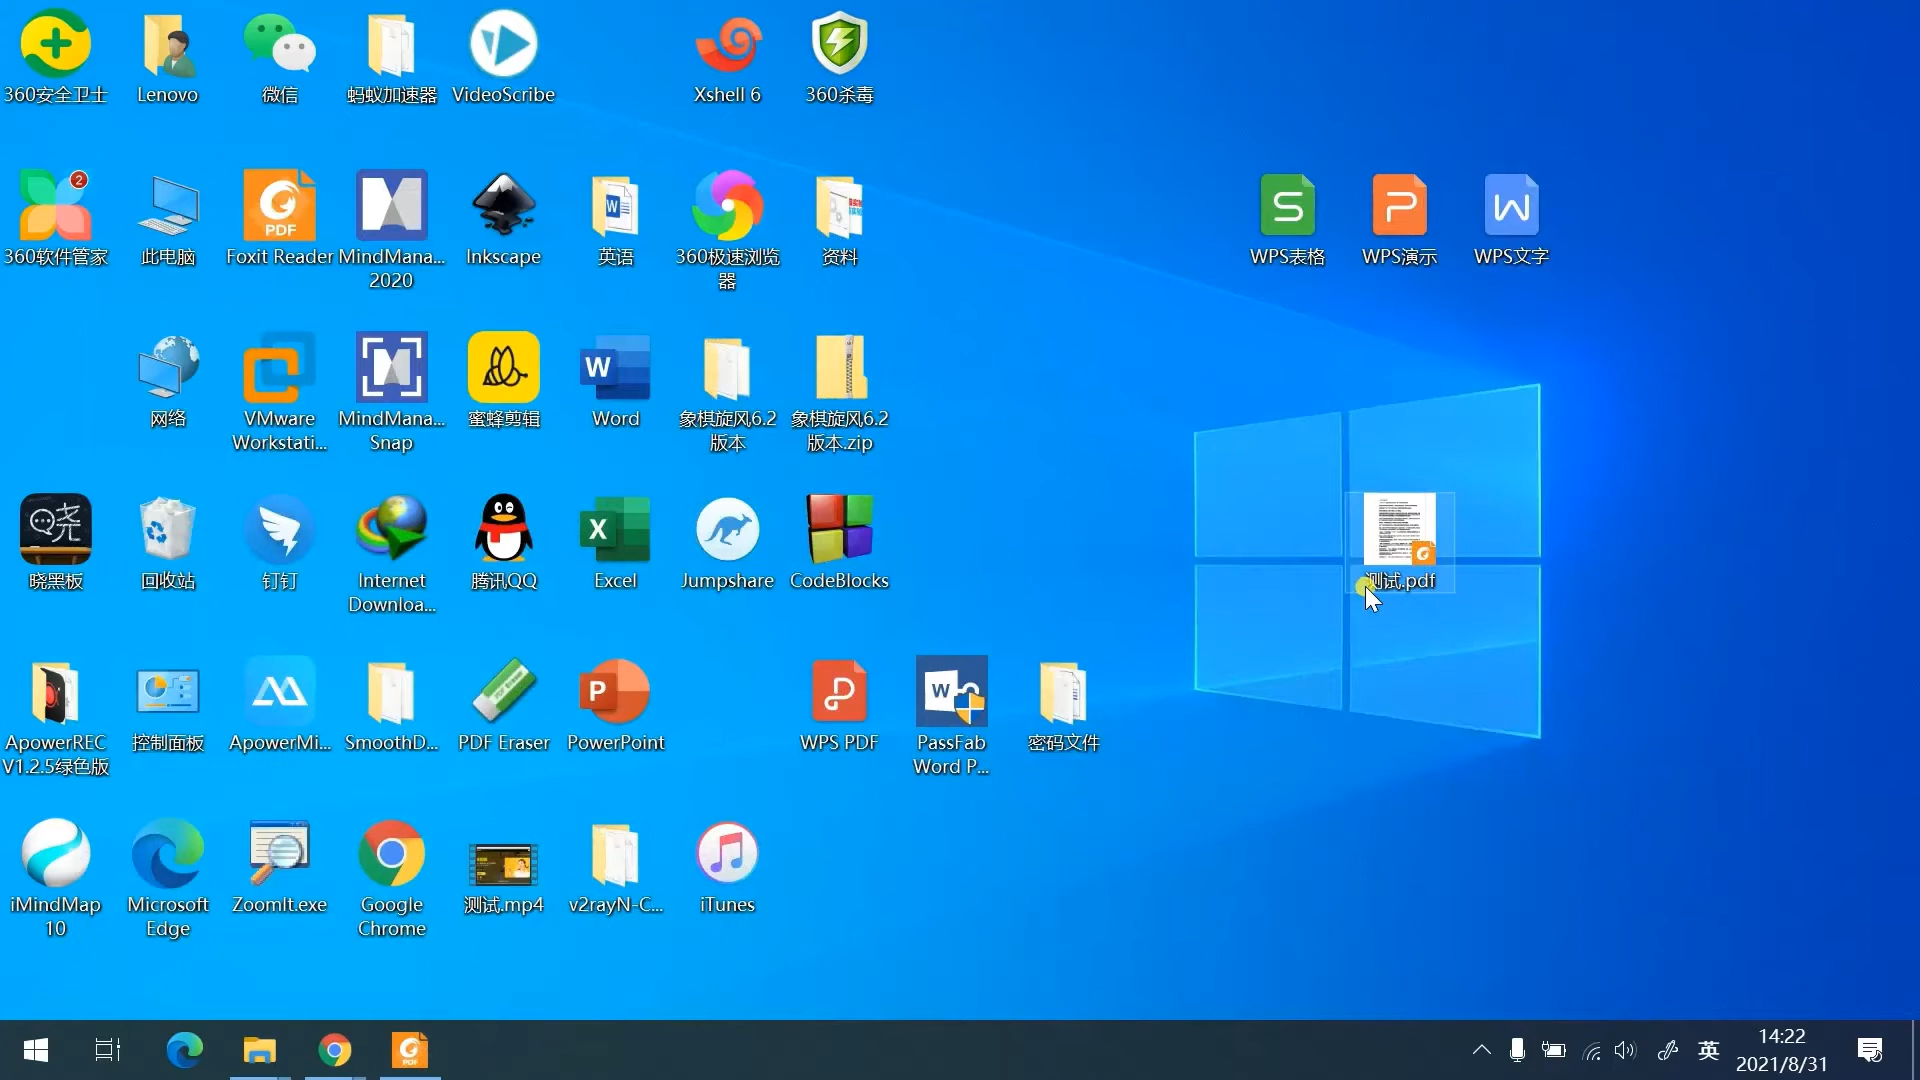 360安全卫士
Lenovo
微信
蚂蚁加速器
VideoScribe
Xshell 6
360杀毒
2
360软件管家
此电脑
PDF
Foxit Reader
MindMana...
2020
Inkscape
W
英语
360极速浏览
器
资料
S
WPS表格
P
WPS演示
W
WPS文字
网络
VMware
Workstati...
MindMana...
Snap
蜜蜂剪辑
W
Word
象棋旋风6.2
版本
象棋旋风6.2
版本.zip
晓
晓黑板
回收站
钉钉
Internet
Downloa...
腾讯QQ
X
Excel
Jumpshare
CodeBlocks
测试.pdf
ApowerREC
V1.2.5绿色版
控制面板
ApowerMi...
SmoothD...
PDF Eraser
P
PowerPoint
WPS PDF
W
PassFab
Word P...
密码文件
iMindMap
10
Microsoft
Edge
ZoomIt.exe
Google
Chrome
测试.mp4
v2rayN-C...
iTunes
PDF
英
14:22
2021/8/31